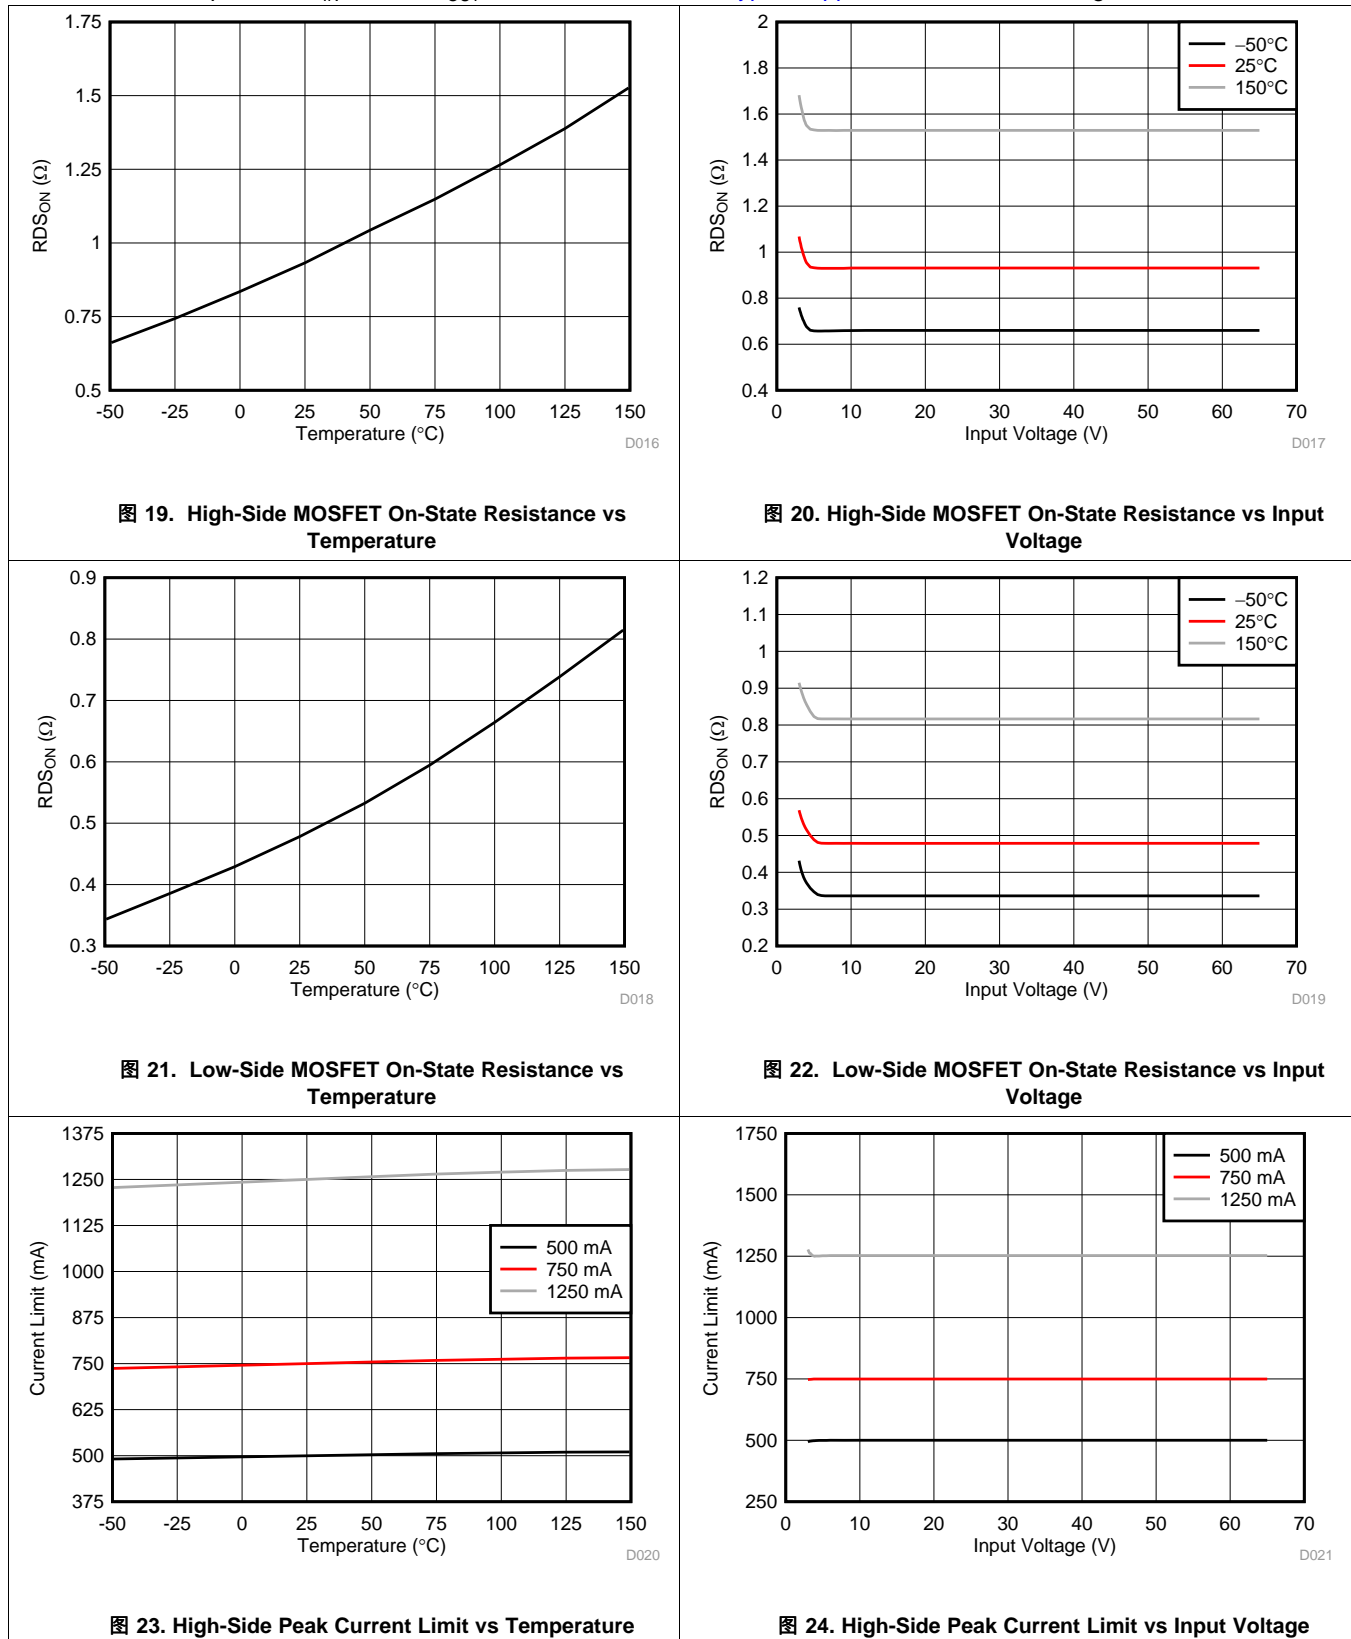 1.75
1.5
1.25
1
0.75
0.5
RDSON (Ω)
-50 -25 0 25 50 75 100 125 150
Temperature (°C)
D016
图 19. High-Side MOSFET On-State Resistance vs
Temperature
2
1.8
1.6
1.4
1.2
1
0.8
0.6
0.4
RDSON (Ω)
−50°C
25°C
150°C
0 10 20 30 40 50 60 70
Input Voltage (V)
D017
图 20. High-Side MOSFET On-State Resistance vs Input
Voltage
0.9
0.8
0.7
0.6
0.5
0.4
0.3
RDSON (Ω)
-50 -25 0 25 50 75 100 125 150
Temperature (°C)
D018
图 21. Low-Side MOSFET On-State Resistance vs
Temperature
1.2
1.1
1
0.9
0.8
0.7
0.6
0.5
0.4
0.3
0.2
RDSON (Ω)
−50°C
25°C
150°C
0 10 20 30 40 50 60 70
Input Voltage (V)
D019
图 22. Low-Side MOSFET On-State Resistance vs Input
Voltage
1375
1250
1125
1000
875
750
625
500
375
Current Limit (mA)
500 mA
750 mA
1250 mA
-50 -25 0 25 50 75 100 125 150
Temperature (°C)
D020
图 23. High-Side Peak Current Limit vs Temperature
1750
1500
1250
1000
750
500
250
Current Limit (mA)
500 mA
750 mA
1250 mA
0 10 20 30 40 50 60 70
Input Voltage (V)
D021
图 24. High-Side Peak Current Limit vs Input Voltage